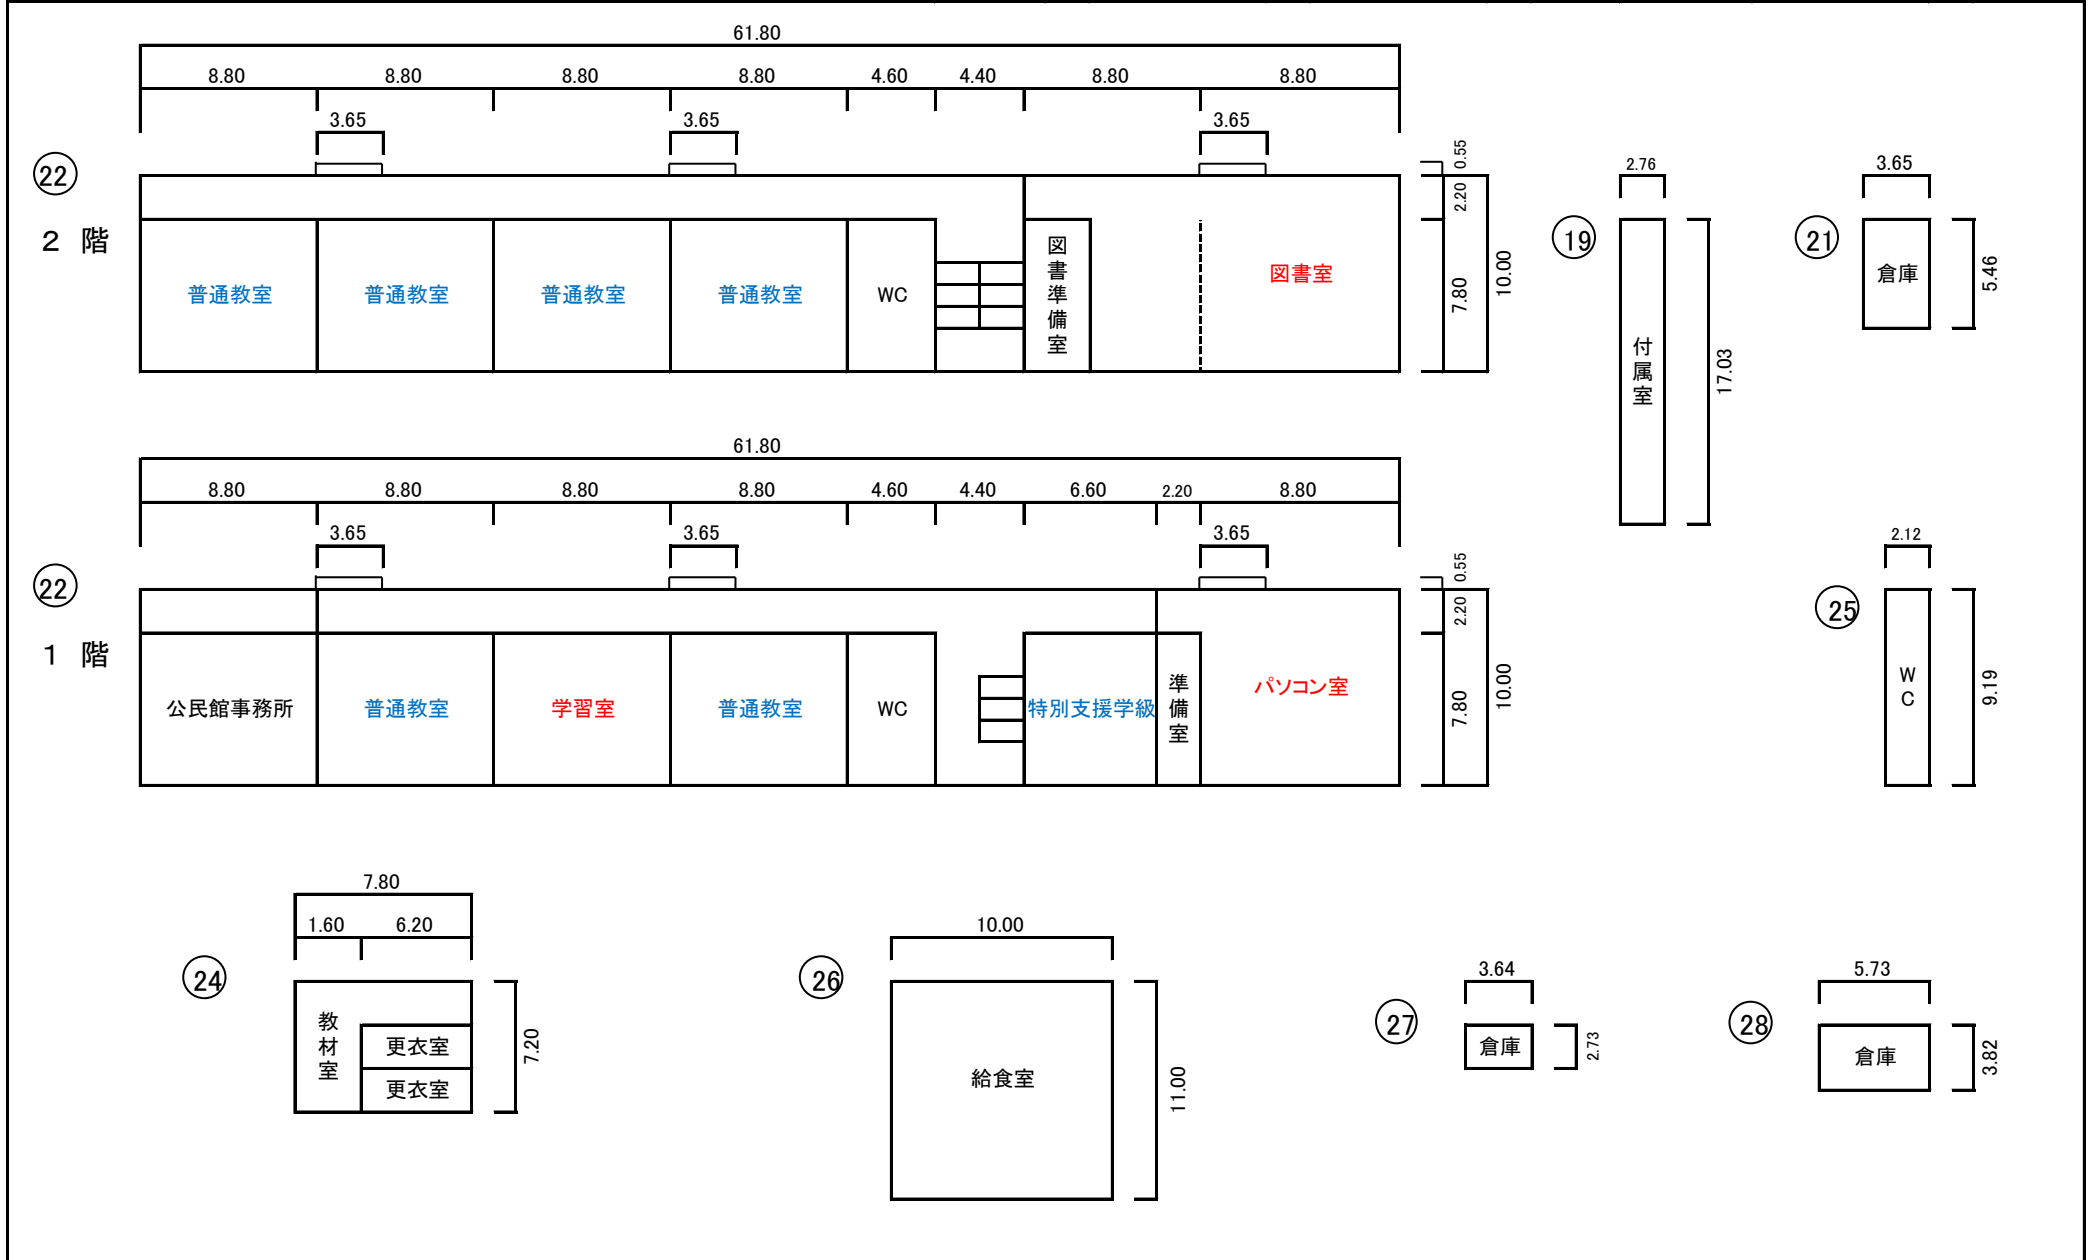 61.80
8.80 8.80 8.80 8.80 4.60 4.40 8.80 8.80
3.65 3.65 3.65
22
2 階
普通教室 普通教室 普通教室 普通教室 WC 図書準備室 図書室
0.55
2.20
7.80
10.00
2.76
19
付属室
17.03
3.65
21
倉庫
5.46
61.80
8.80 8.80 8.80 8.80 4.60 4.40 6.60 2.20 8.80
3.65 3.65 3.65
22
1 階
公民館事務所 普通教室 学習室 普通教室 WC 特別支援学級 準備室 パソコン室
0.55
2.20
7.80
10.00
2.12
25
WC
9.19
7.80
1.60 6.20
24
教材室
更衣室
更衣室
7.20
10.00
26
給食室
11.00
3.64
27
倉庫
2.73
5.73
28
倉庫
3.82